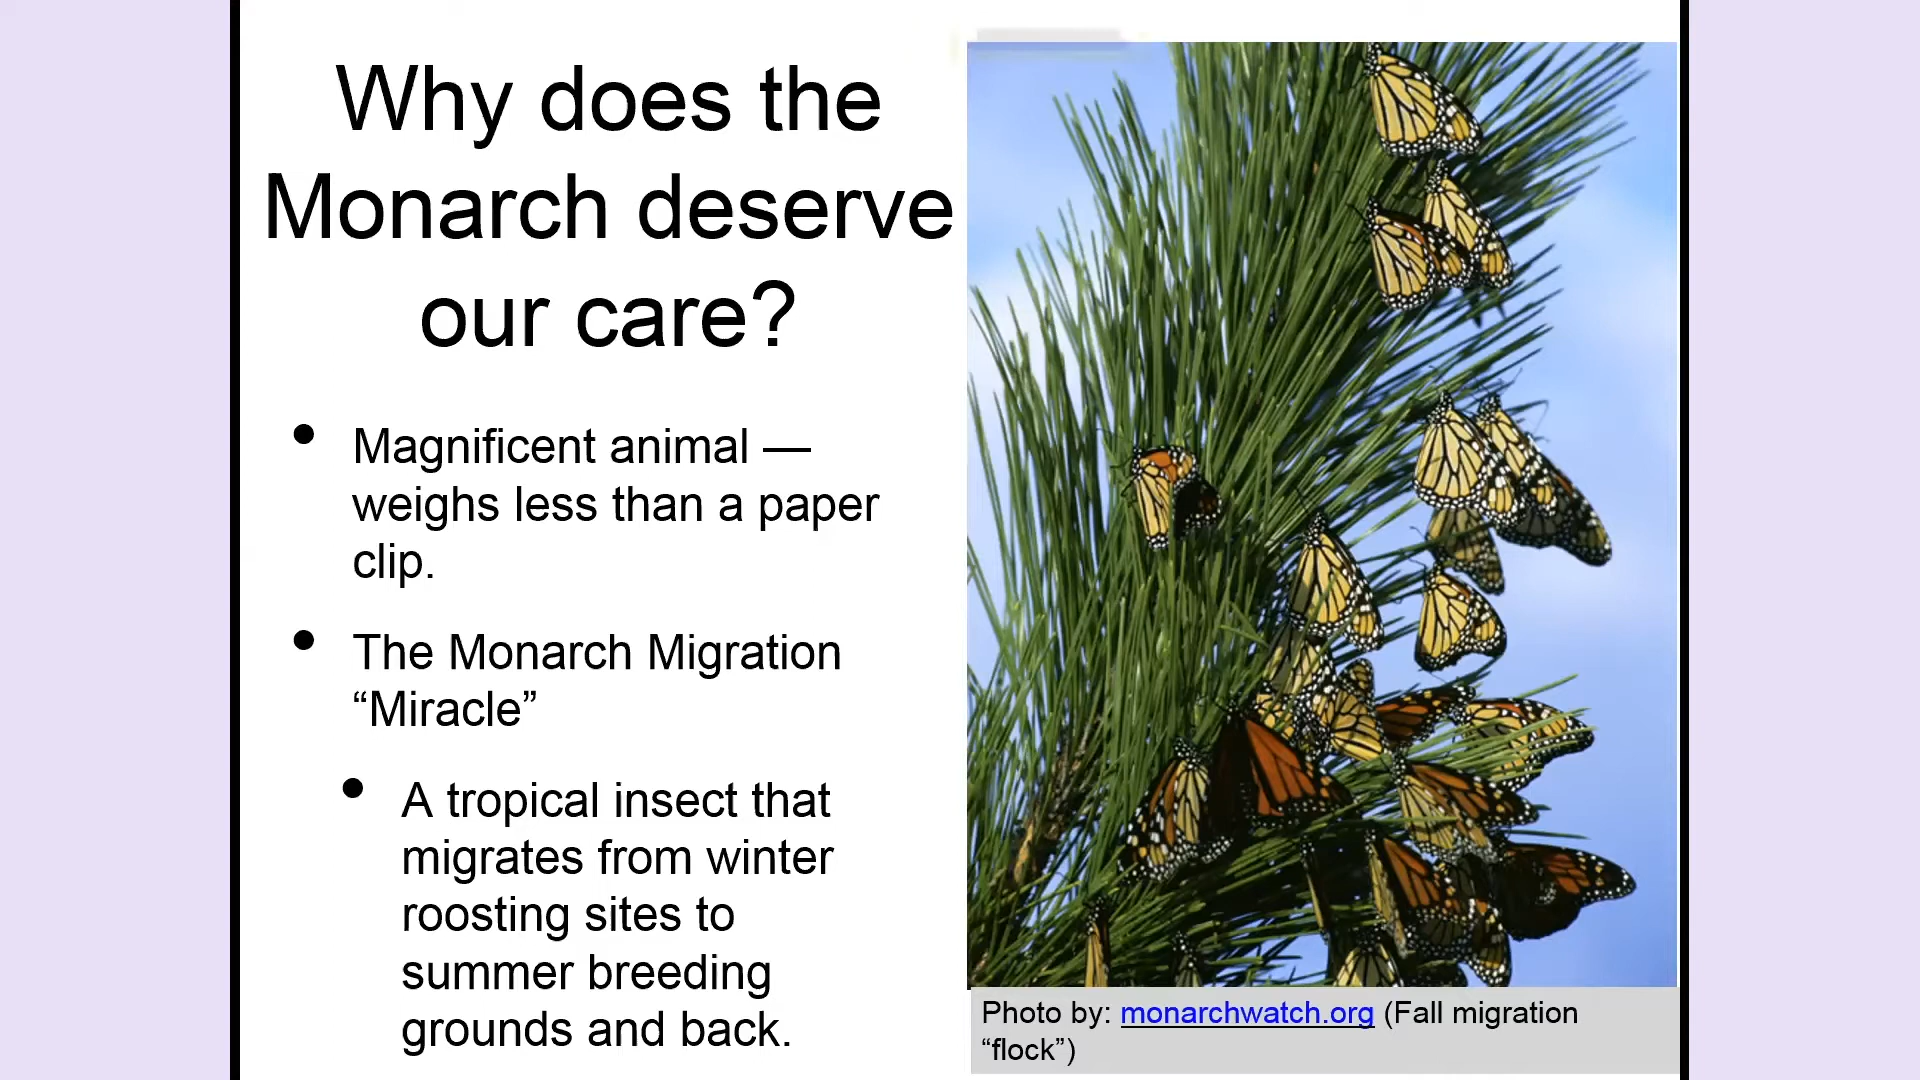 Why does the
Monarch deserve
our care?
• Magnificent animal —
weighs less than a paper
clip.
• The Monarch Migration
“Miracle”
• A tropical insect that
migrates from winter
roosting sites to
summer breeding
grounds and back.
Photo by: monarchwatch.org (Fall migration
“flock”)